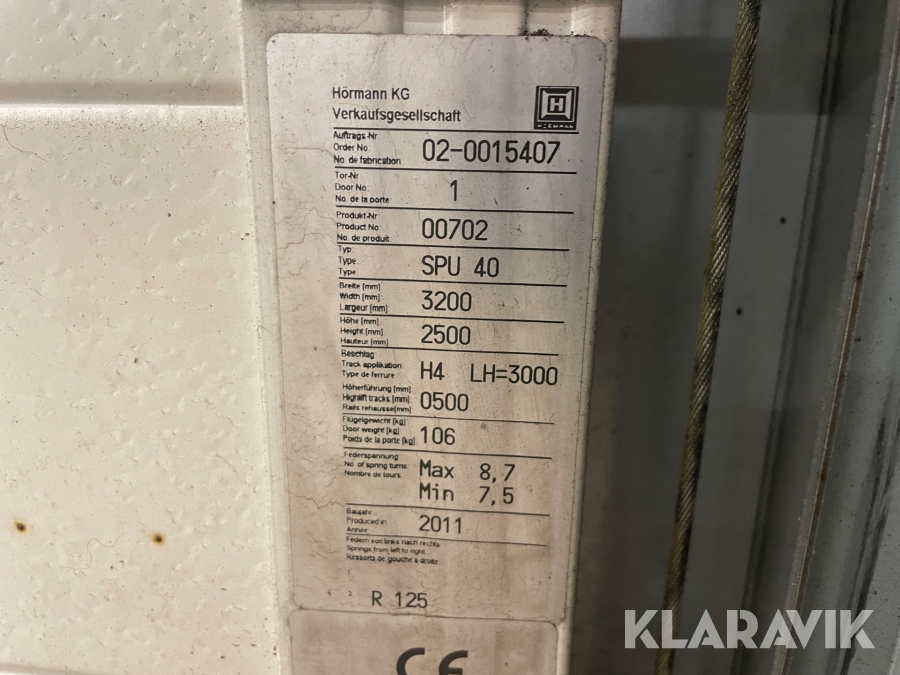 Hörmann KG
Verkaufsgesellschaft
HÖRMANN
Auftrags-Nr
Order No
No. de fabrication 02-0015407
Tor-Nr
Door No
No. de la porte 1
Produkt-Nr
Product No
No. de produit 00702
Typ
Type
Type SPU 40
Breite [mm]
Width [mm]
Largeur [mm] 3200
Höhe [mm]
Height [mm]
Hauteur [mm] 2500
Beschlag
Track application
Type de ferrure H4 LH=3000
Höherführung [mm]
Highlift tracks [mm]
Rails rehausse[mm] 0500
Flügelgewicht [kg]
Door weight [kg]
Poids de la porte [kg] 106
Federspannung
No. of spring turns
Nombre de tours
Max 8,7
Min 7,5
Baujahr
Produced in
Année 2011
Federn von links nach rechts
Springs from left to right
Ressorts de gauche à droite
R 125
CE
KLARAVIK